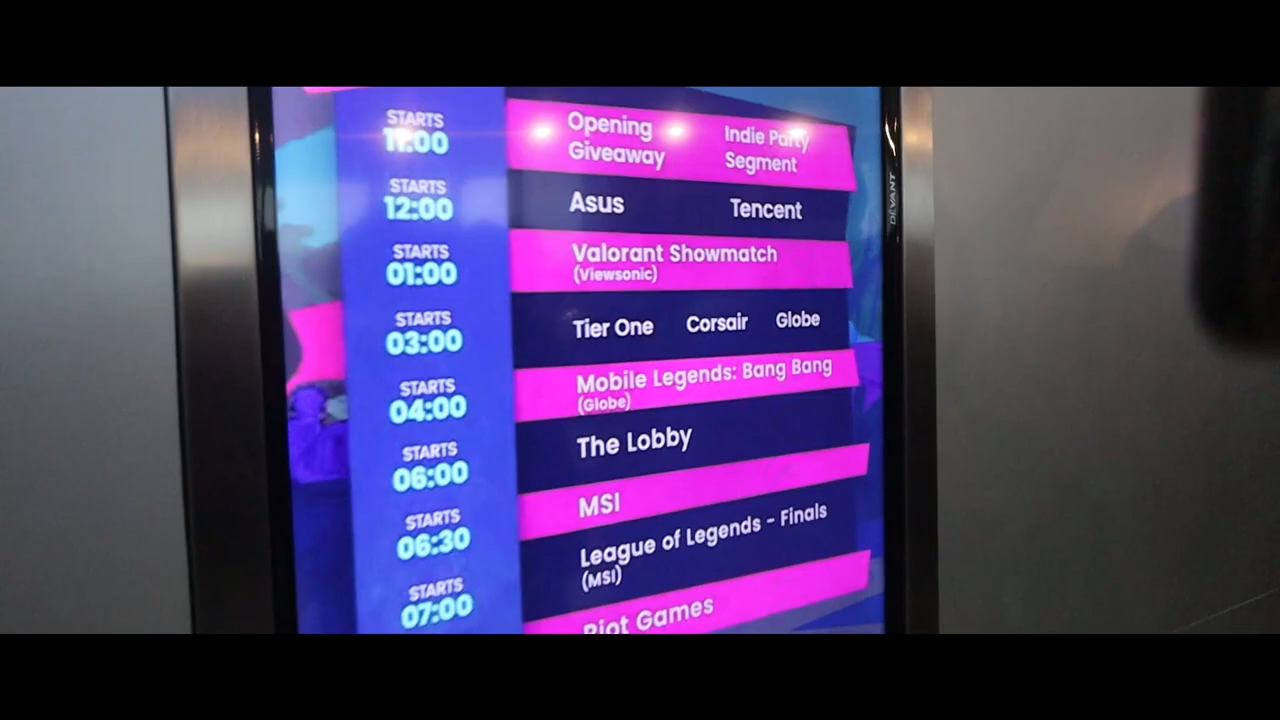 STARTS
11:00
Opening Giveaway
Indie Party Segment
STARTS
12:00
Asus
Tencent
STARTS
01:00
Valorant Showmatch
(Viewsonic)
STARTS
03:00
Tier One
Corsair
Globe
STARTS
04:00
Mobile Legends: Bang Bang
(Globe)
STARTS
06:00
The Lobby
STARTS
06:30
MSI
STARTS
07:00
League of Legends - Finals
(MSI)
Riot Games
DEVANT